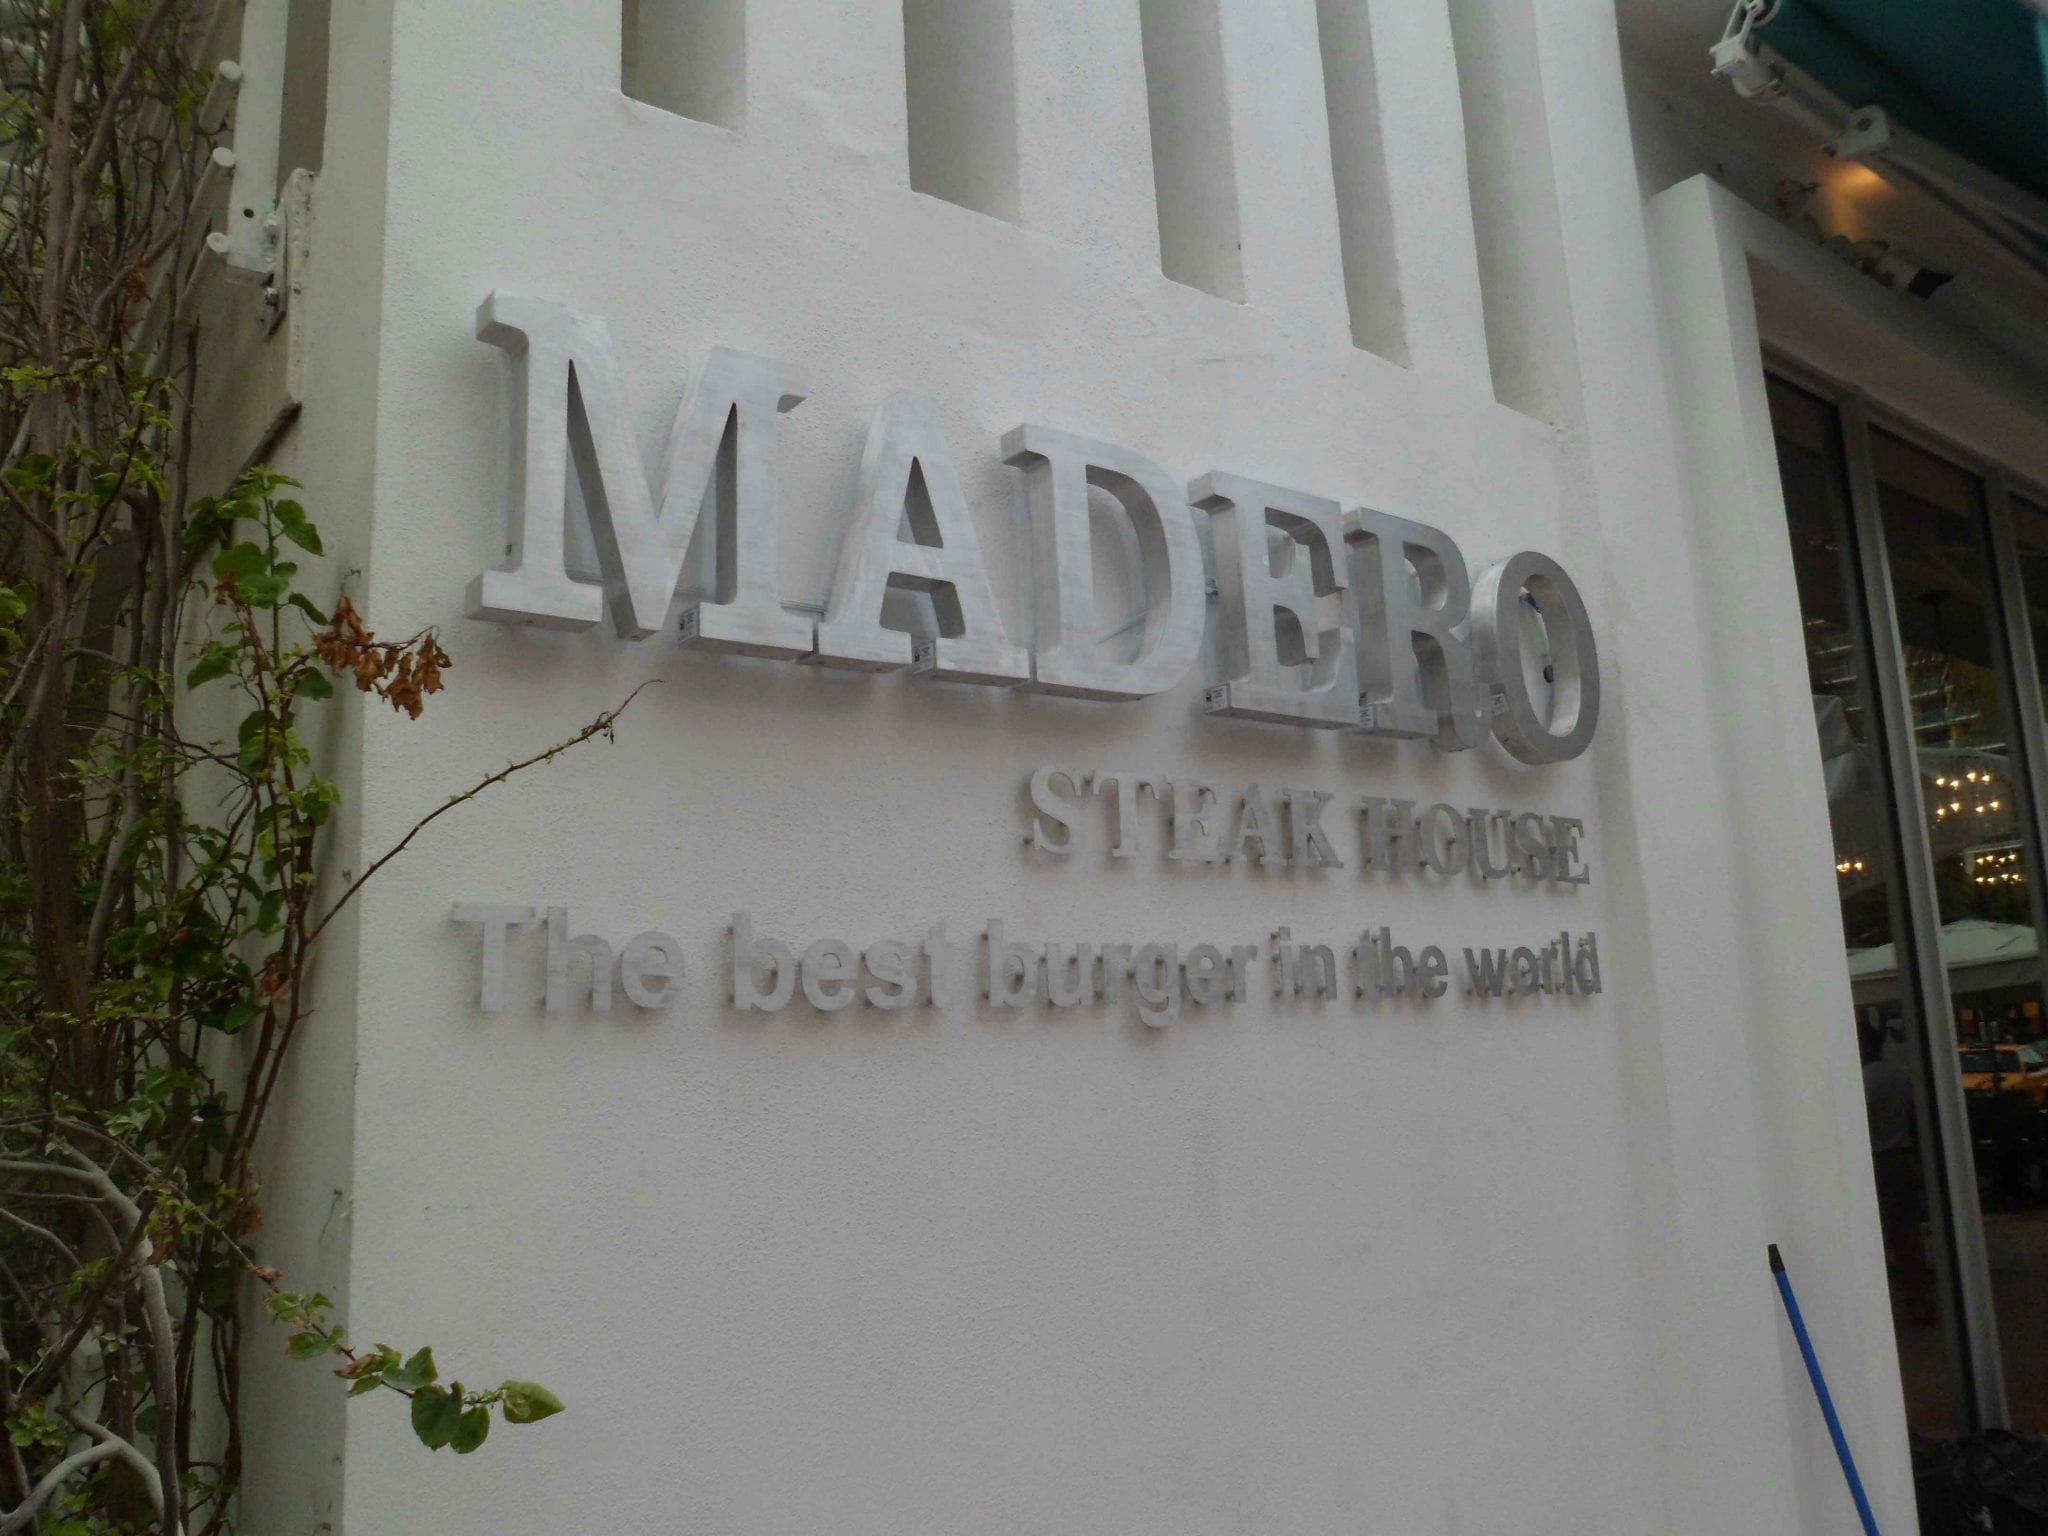 MADERO
STEAK HOUSE
The best burger in the world